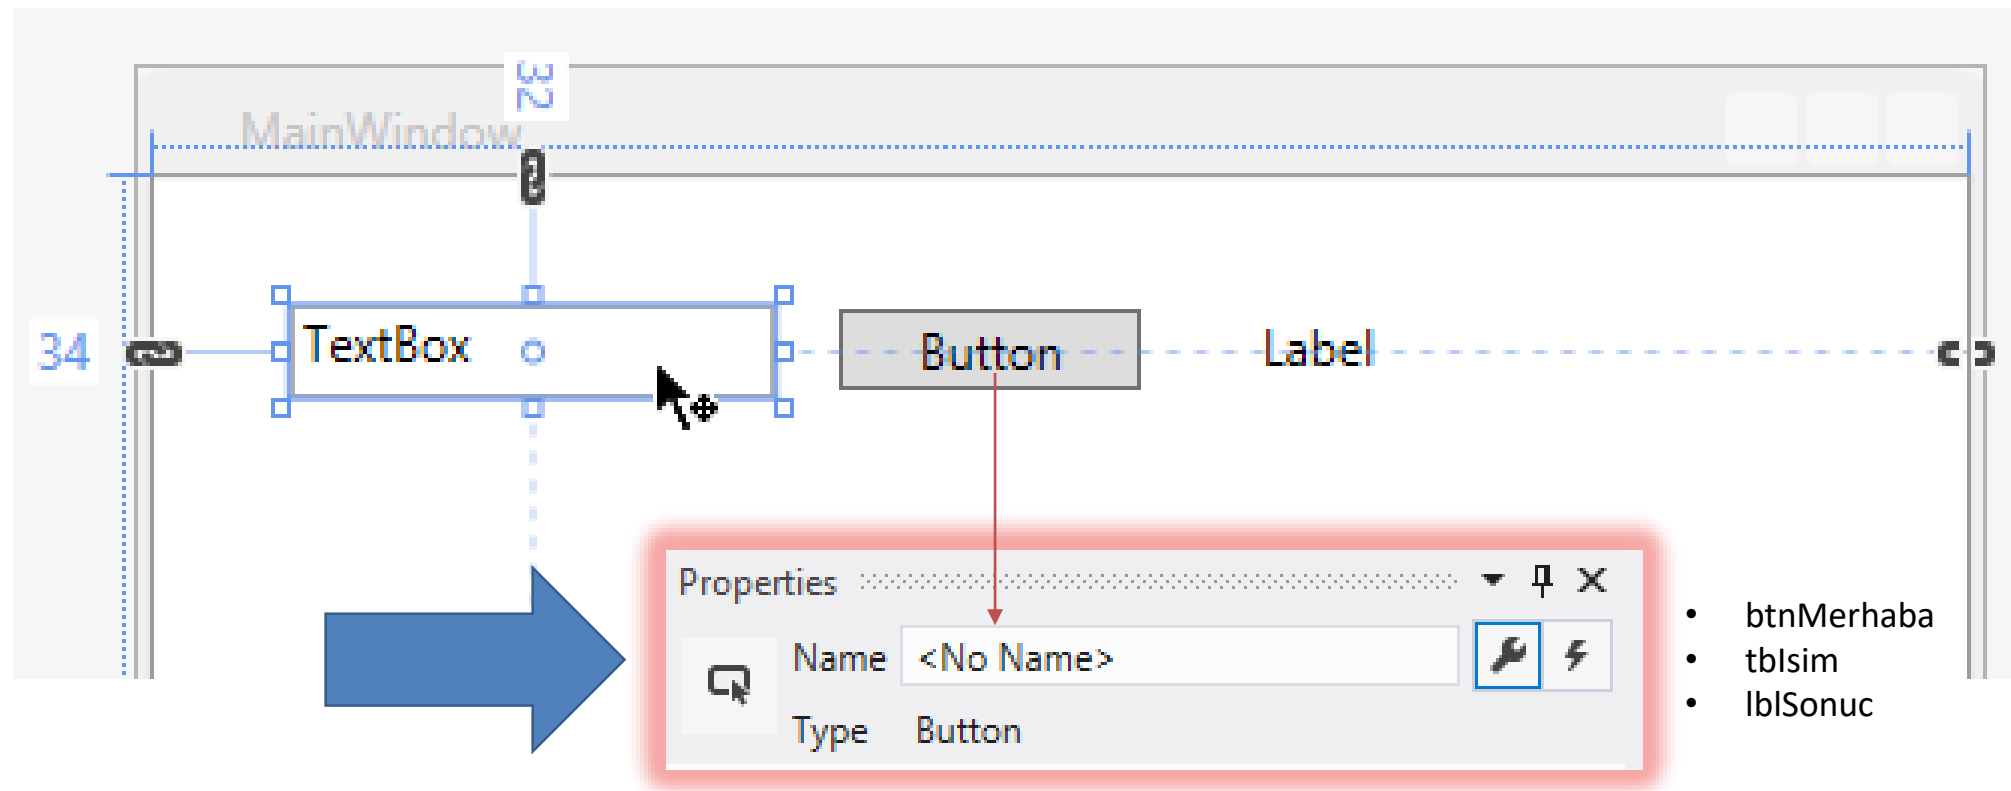 32
MainWindow
34
TextBox
Button
Label
Properties
Name <No Name>
Type Button
• btnMerhaba
• tbIsim
• lblSonuc